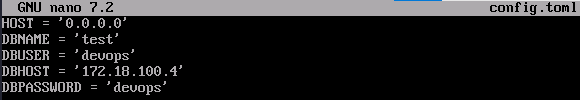 GNU nano 7.2 config.toml
HOST = '0.0.0.0'
DBNAME = 'test'
DBUSER = 'devops'
DBHOST = '172.18.100.4'
DBPASSWORD = 'devops'